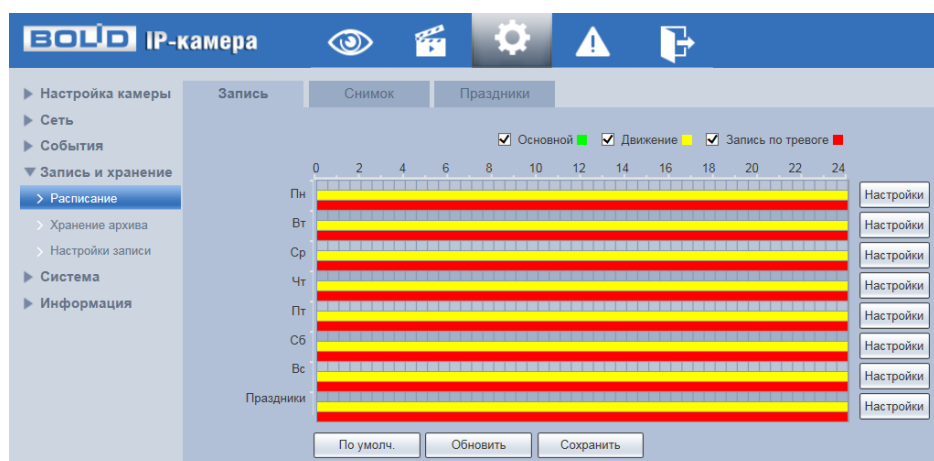 BOLID IP-камера
Настройка камеры
Сеть
События
Запись и хранение
Расписание
Хранение архива
Настройки записи
Система
Информация
Запись Снимок Праздники
Основной Движение Запись по тревоге
0 2 4 6 8 10 12 14 16 18 20 22 24
Пн Настройки
Вт Настройки
Ср Настройки
Чт Настройки
Пт Настройки
Сб Настройки
Вс Настройки
Праздники Настройки
По умолч. Обновить Сохранить